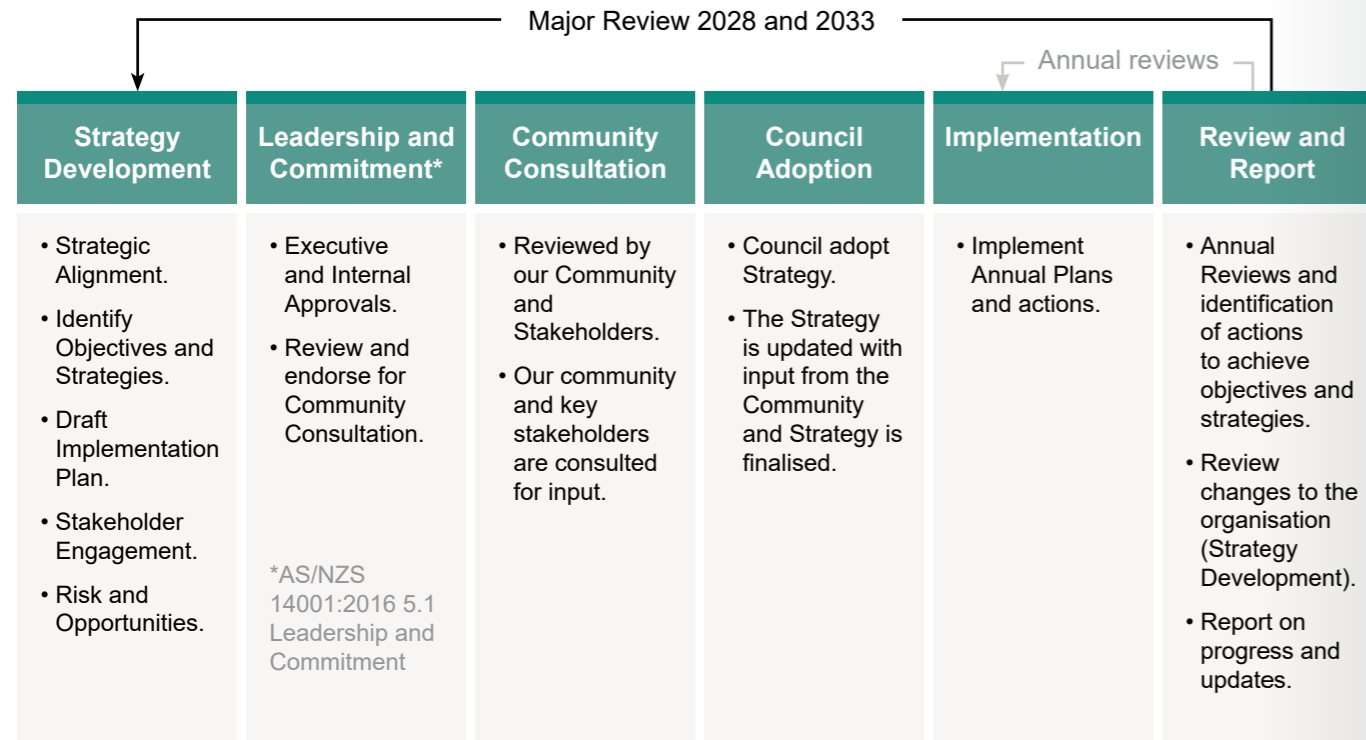 Major Review 2028 and 2033
Annual reviews
Strategy
Development
• Strategic
Alignment.
• Identify
Objectives and
Strategies.
• Draft
Implementation
Plan.
• Stakeholder
Engagement.
• Risk and
Opportunities.
Leadership and
Commitment*
• Executive
and Internal
Approvals.
• Review and
endorse for
Community
Consultation.
*AS/NZS
14001:2016 5.1
Leadership and
Commitment
Community
Consultation
• Reviewed by
our Community
and
Stakeholders.
• Our community
and key
stakeholders
are consulted
for input.
Council
Adoption
• Council adopt
Strategy.
• The Strategy
is updated with
input from the
Community
and Strategy is
finalised.
Implementation
• Implement
Annual Plans
and actions.
Review and
Report
• Annual
Reviews and
identification
of actions
to achieve
objectives and
strategies.
• Review
changes to the
organisation
(Strategy
Development).
• Report on
progress and
updates.